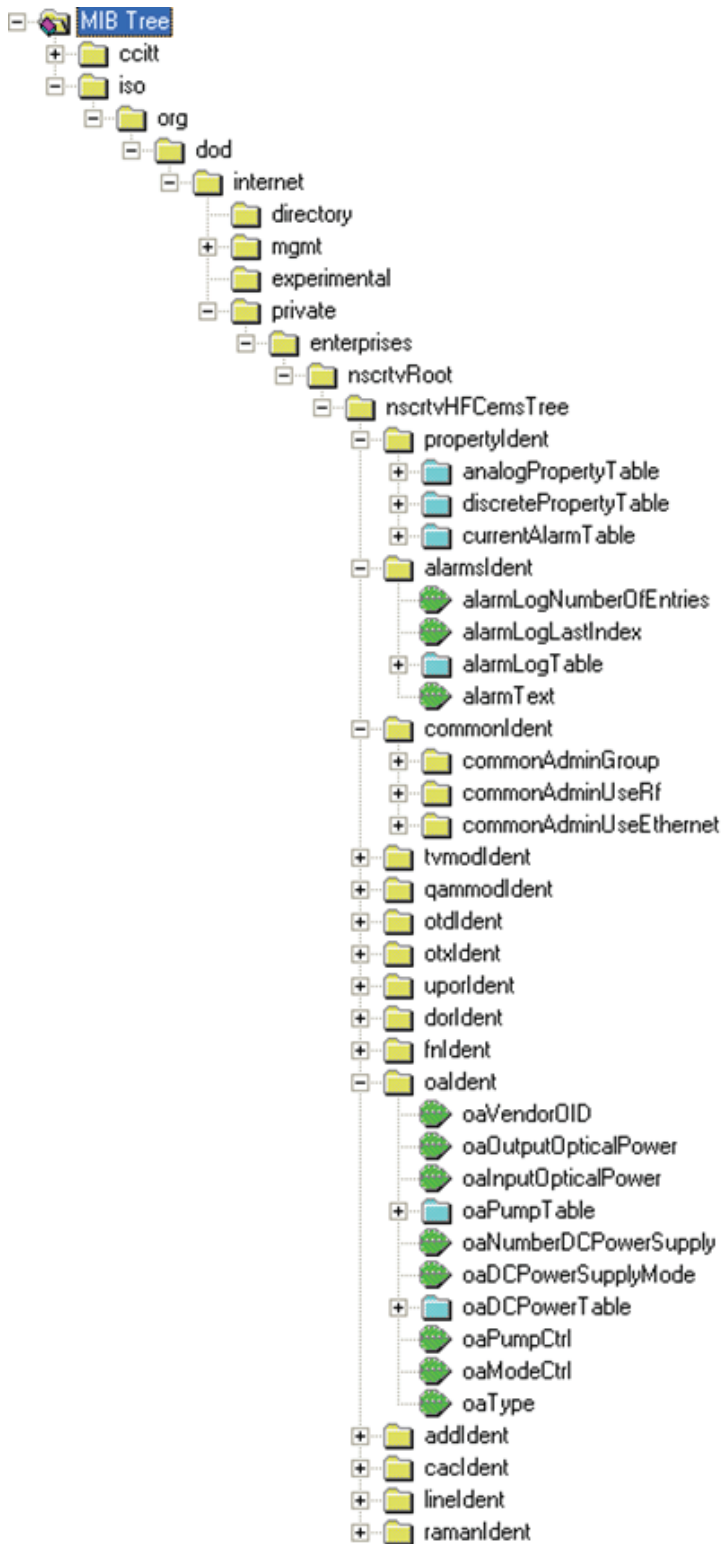 MIB Tree
ccitt
iso
org
dod
internet
directory
mgmt
experimental
private
enterprises
nscrtvRoot
nscrtvHFCemsTree
propertyIdent
analogPropertyTable
discretePropertyTable
currentAlarmTable
alarmsIdent
alarmLogNumberOfEntries
alarmLogLastIndex
alarmLogTable
alarmText
commonIdent
commonAdminGroup
commonAdminUseRf
commonAdminUseEthernet
tvmodIdent
qammodIdent
otdIdent
otxIdent
uporIdent
dorIdent
fnIdent
oaIdent
oaVendorOID
oaOutputOpticalPower
oaInputOpticalPower
oaPumpTable
oaNumberDCPowerSupply
oaDCPowerSupplyMode
oaDCPowerTable
oaPumpCtrl
oaModeCtrl
oaType
addIdent
cacIdent
lineIdent
ramanIdent